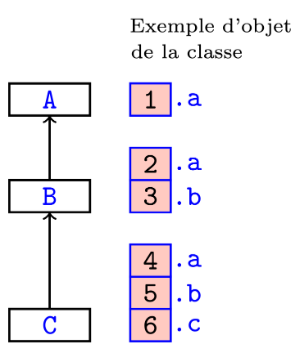 Exemple d'objet
de la classe
A
1 .a
2 .a
B
3 .b
4 .a
5 .b
C
6 .c